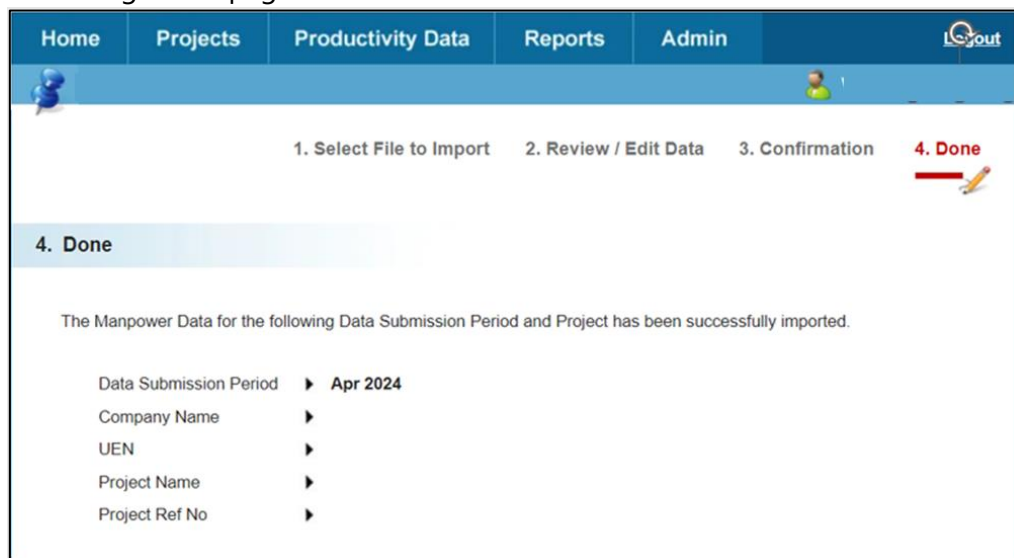 Home Projects Productivity Data Reports Admin Logout
1. Select File to Import 2. Review / Edit Data 3. Confirmation 4. Done
4. Done
The Manpower Data for the following Data Submission Period and Project has been successfully imported.
Data Submission Period Apr 2024
Company Name
UEN
Project Name
Project Ref No